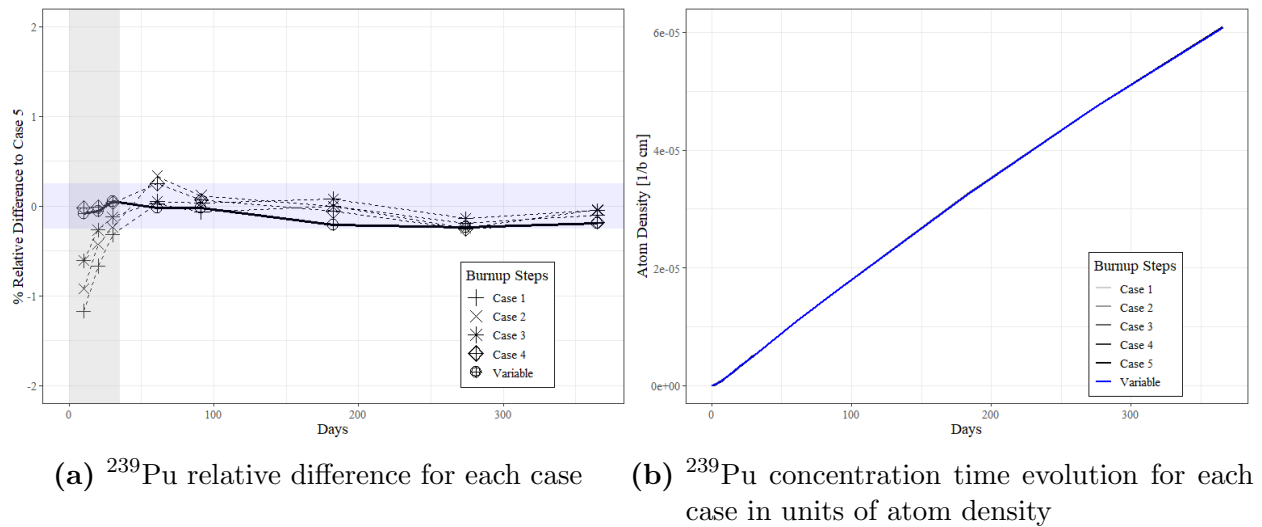 % Relative Difference to Case 5
2
1
0
-1
-2
0
100
200
300
Days
Burnup Steps
Case 1
Case 2
Case 3
Case 4
Variable
Atom Density [1/b cm]
6e-05
4e-05
2e-05
0e+00
0
100
200
300
Days
Burnup Steps
Case 1
Case 2
Case 3
Case 4
Case 5
Variable
(a) ²³⁹Pu relative difference for each case
(b) ²³⁹Pu concentration time evolution for each
case in units of atom density